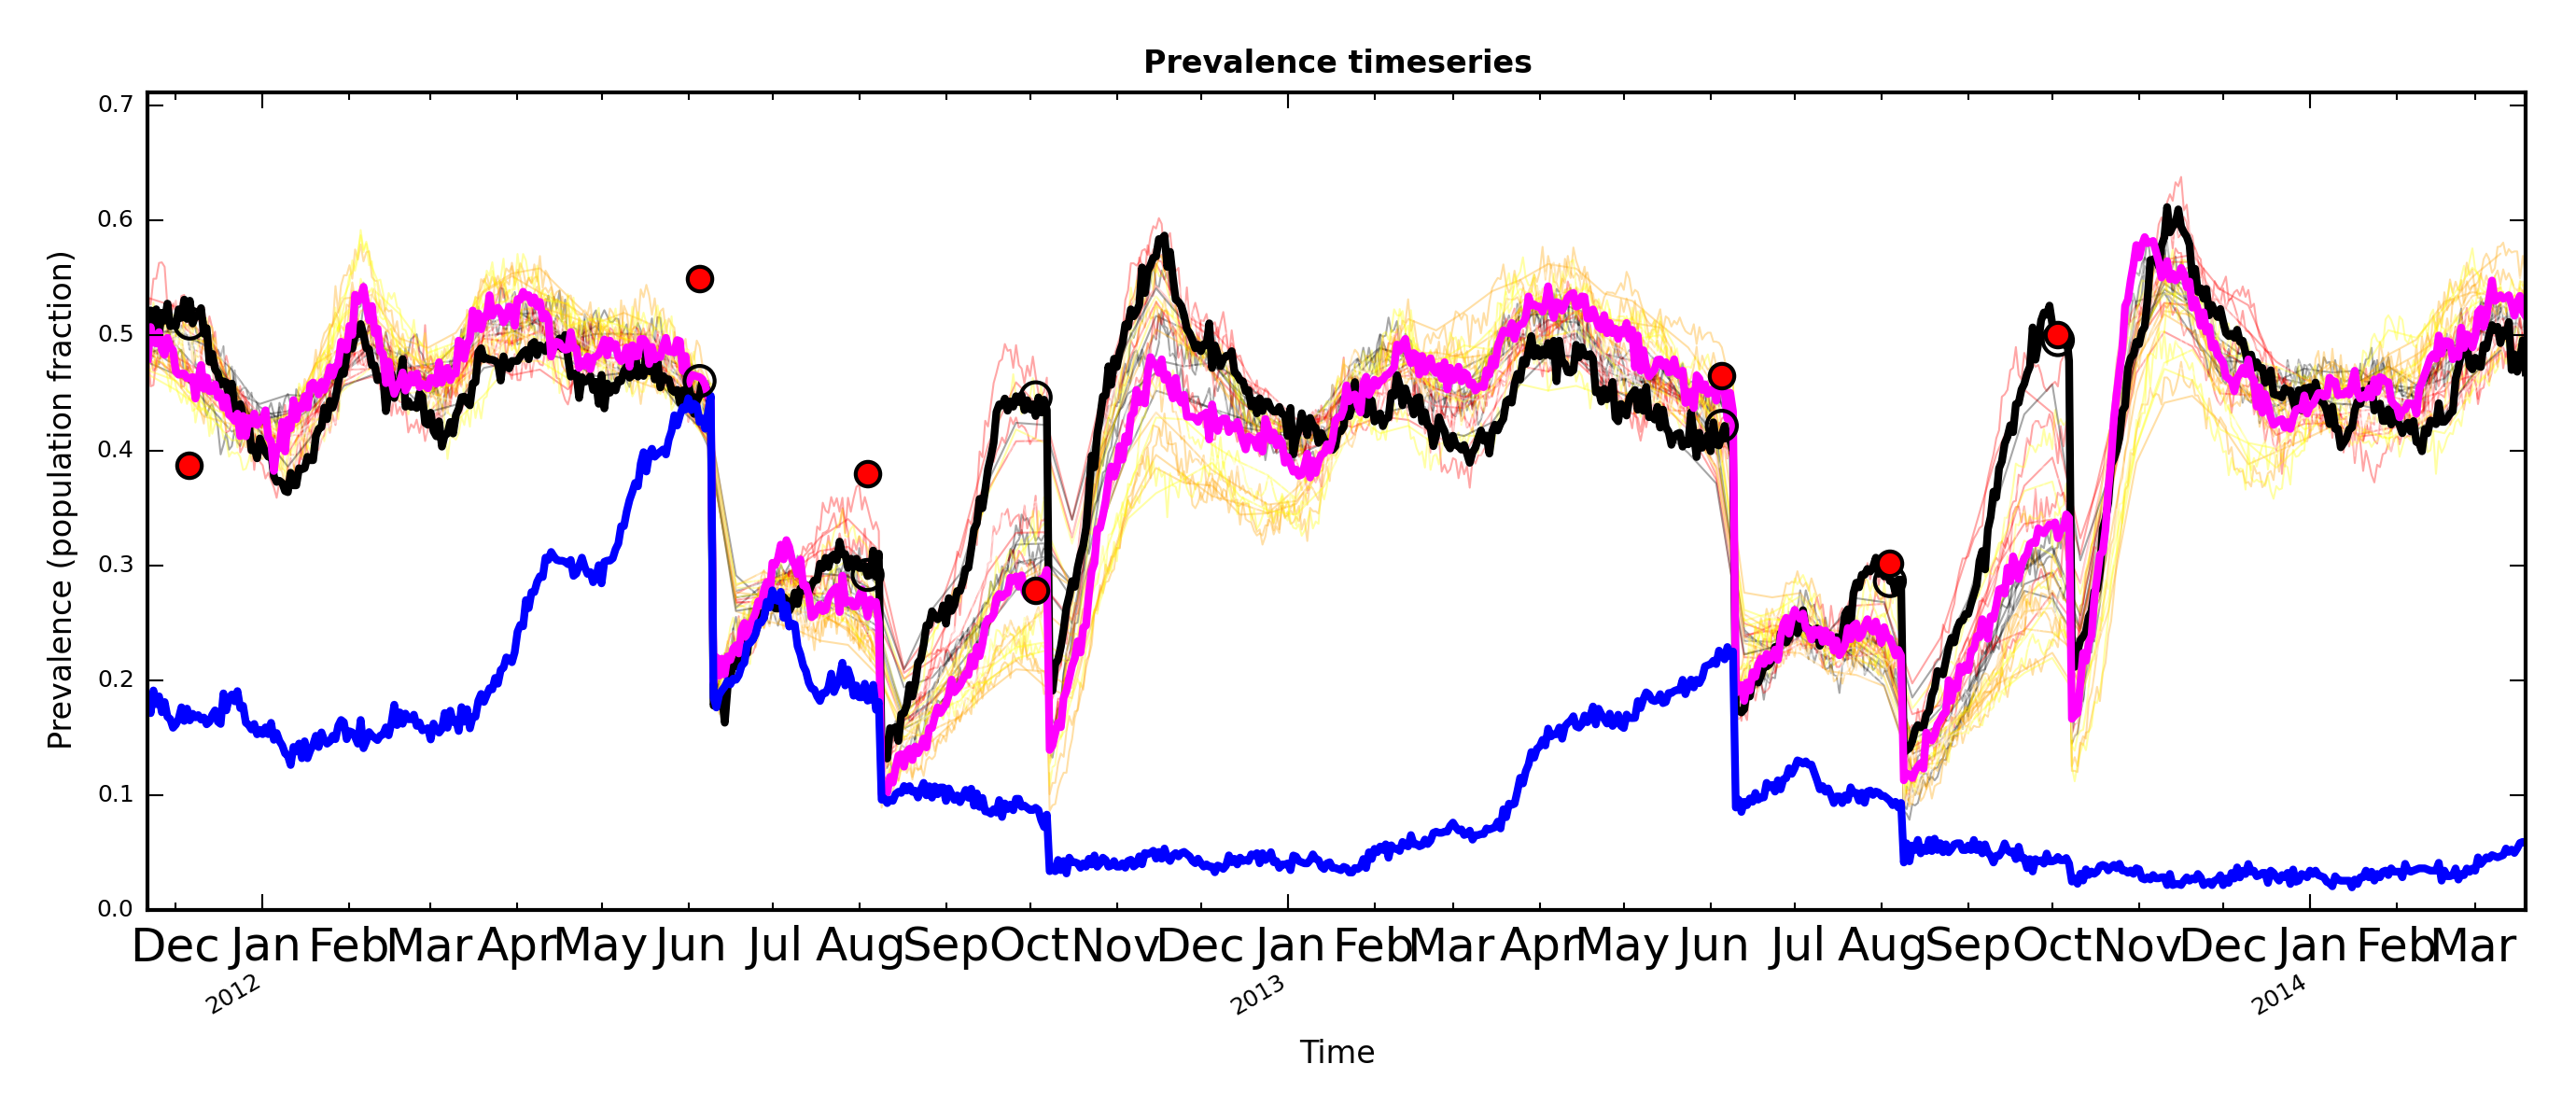 Prevalence timeseries
0.7
0.6
0.5
0.4
0.3
0.2
0.1
0.0
Prevalence (population fraction)
Dec Jan Feb Mar Apr May Jun Jul Aug Sep Oct Nov Dec Jan Feb Mar Apr May Jun Jul Aug Sep Oct Nov Dec Jan Feb Mar
2012 2013 2014
Time